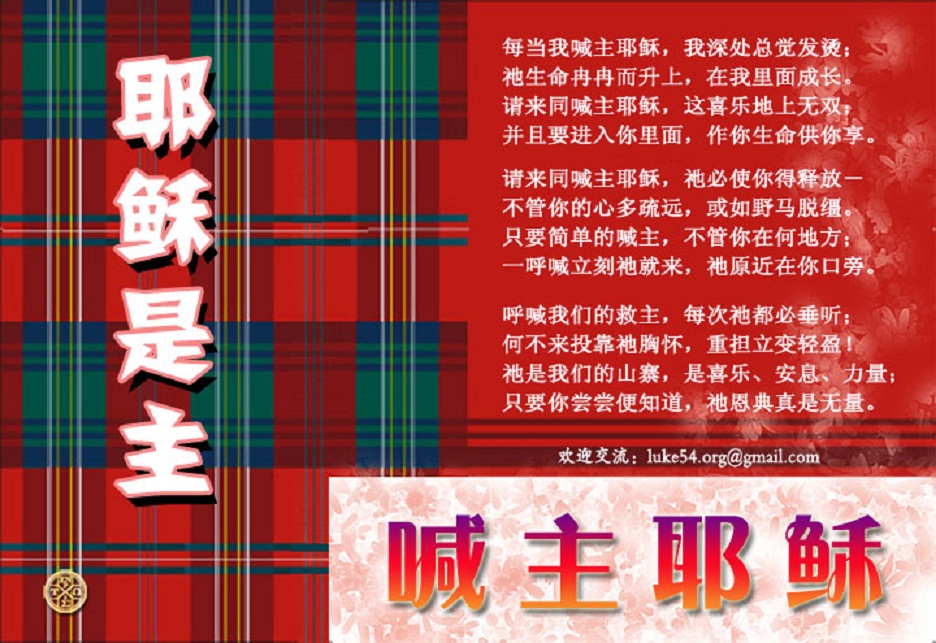 耶稣是主
每当我喊主耶稣，我深处总觉发烫；
祂生命冉冉而升上，在我里面成长。
请来同喊主耶稣，这喜乐地上无双；
并且要进入你里面，作你生命供你享。
请来同喊主耶稣，祂必使你得释放－
不管你的心多疏远，或如野马脱缰。
只要简单的喊主，不管你在何地方；
一呼喊立刻祂就来，祂原近在你口旁。
呼喊我们的救主，每次祂都必垂听；
何不来投靠祂胸怀，重担立变轻盈！
祂是我们的山寨，是喜乐、安息、力量；
只要你尝尝便知道，祂恩典真是无量。
欢迎交流：luke54.org@gmail.com
喊主耶稣